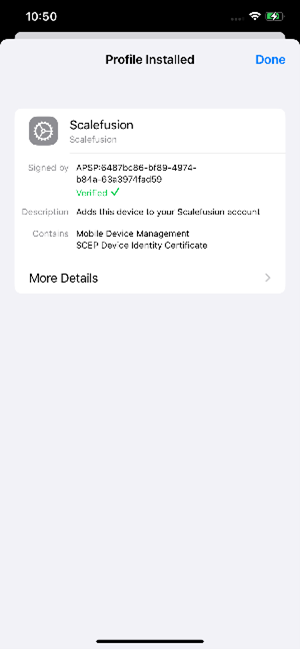 10:50
Profile Installed
Done
Scalefusion
Scalefusion
Signed by APSP:6487bc86-bf89-4974-
b84a-63a3974fad59
Verified ✓
Description Adds this device to your Scalefusion account
Contains Mobile Device Management
SCEP Device Identity Certificate
More Details